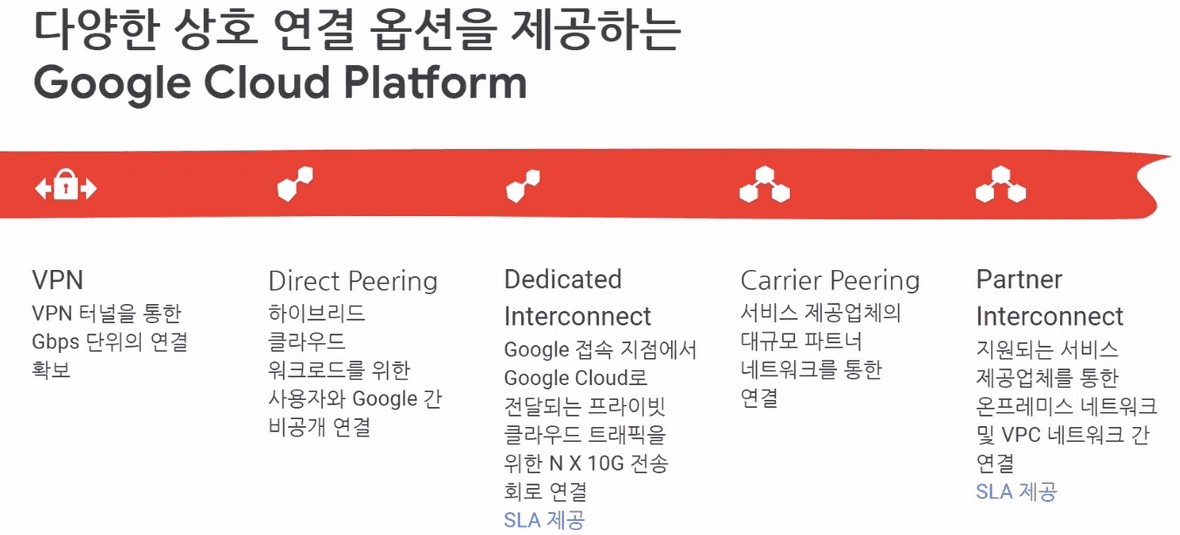 다양한 상호 연결 옵션을 제공하는
Google Cloud Platform
VPN
VPN 터널을 통한
Gbps 단위의 연결
확보
Direct Peering
하이브리드
클라우드
워크로드를 위한
사용자와 Google 간
비공개 연결
Dedicated
Interconnect
Google 접속 지점에서
Google Cloud로
전달되는 프라이빗
클라우드 트래픽을
위한 N X 10G 전송
회로 연결
SLA 제공
Carrier Peering
서비스 제공업체의
대규모 파트너
네트워크를 통한
연결
Partner
Interconnect
지원되는 서비스
제공업체를 통한
온프레미스 네트워크
및 VPC 네트워크 간
연결
SLA 제공